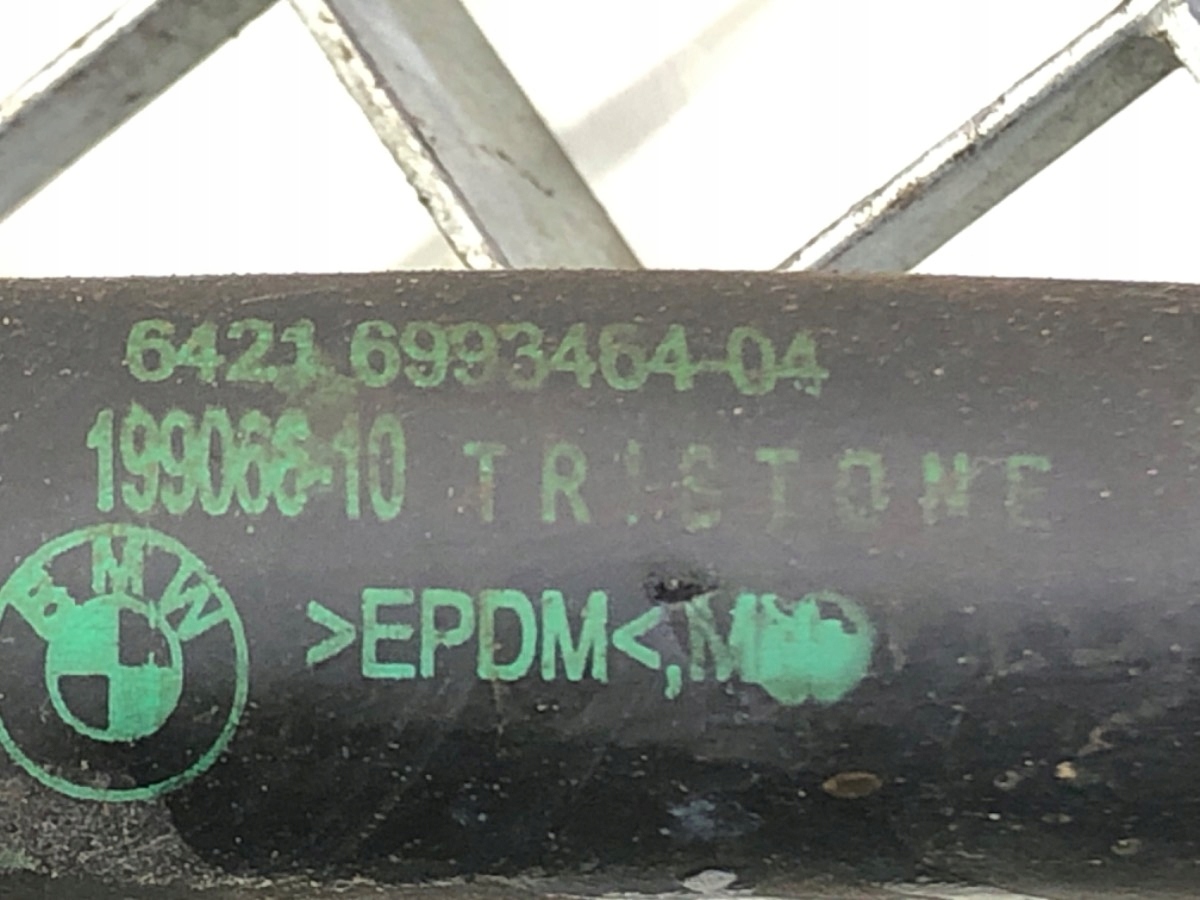 6421 6993464-04
199066-10 TRISTONE
BMW
>EPDM<,